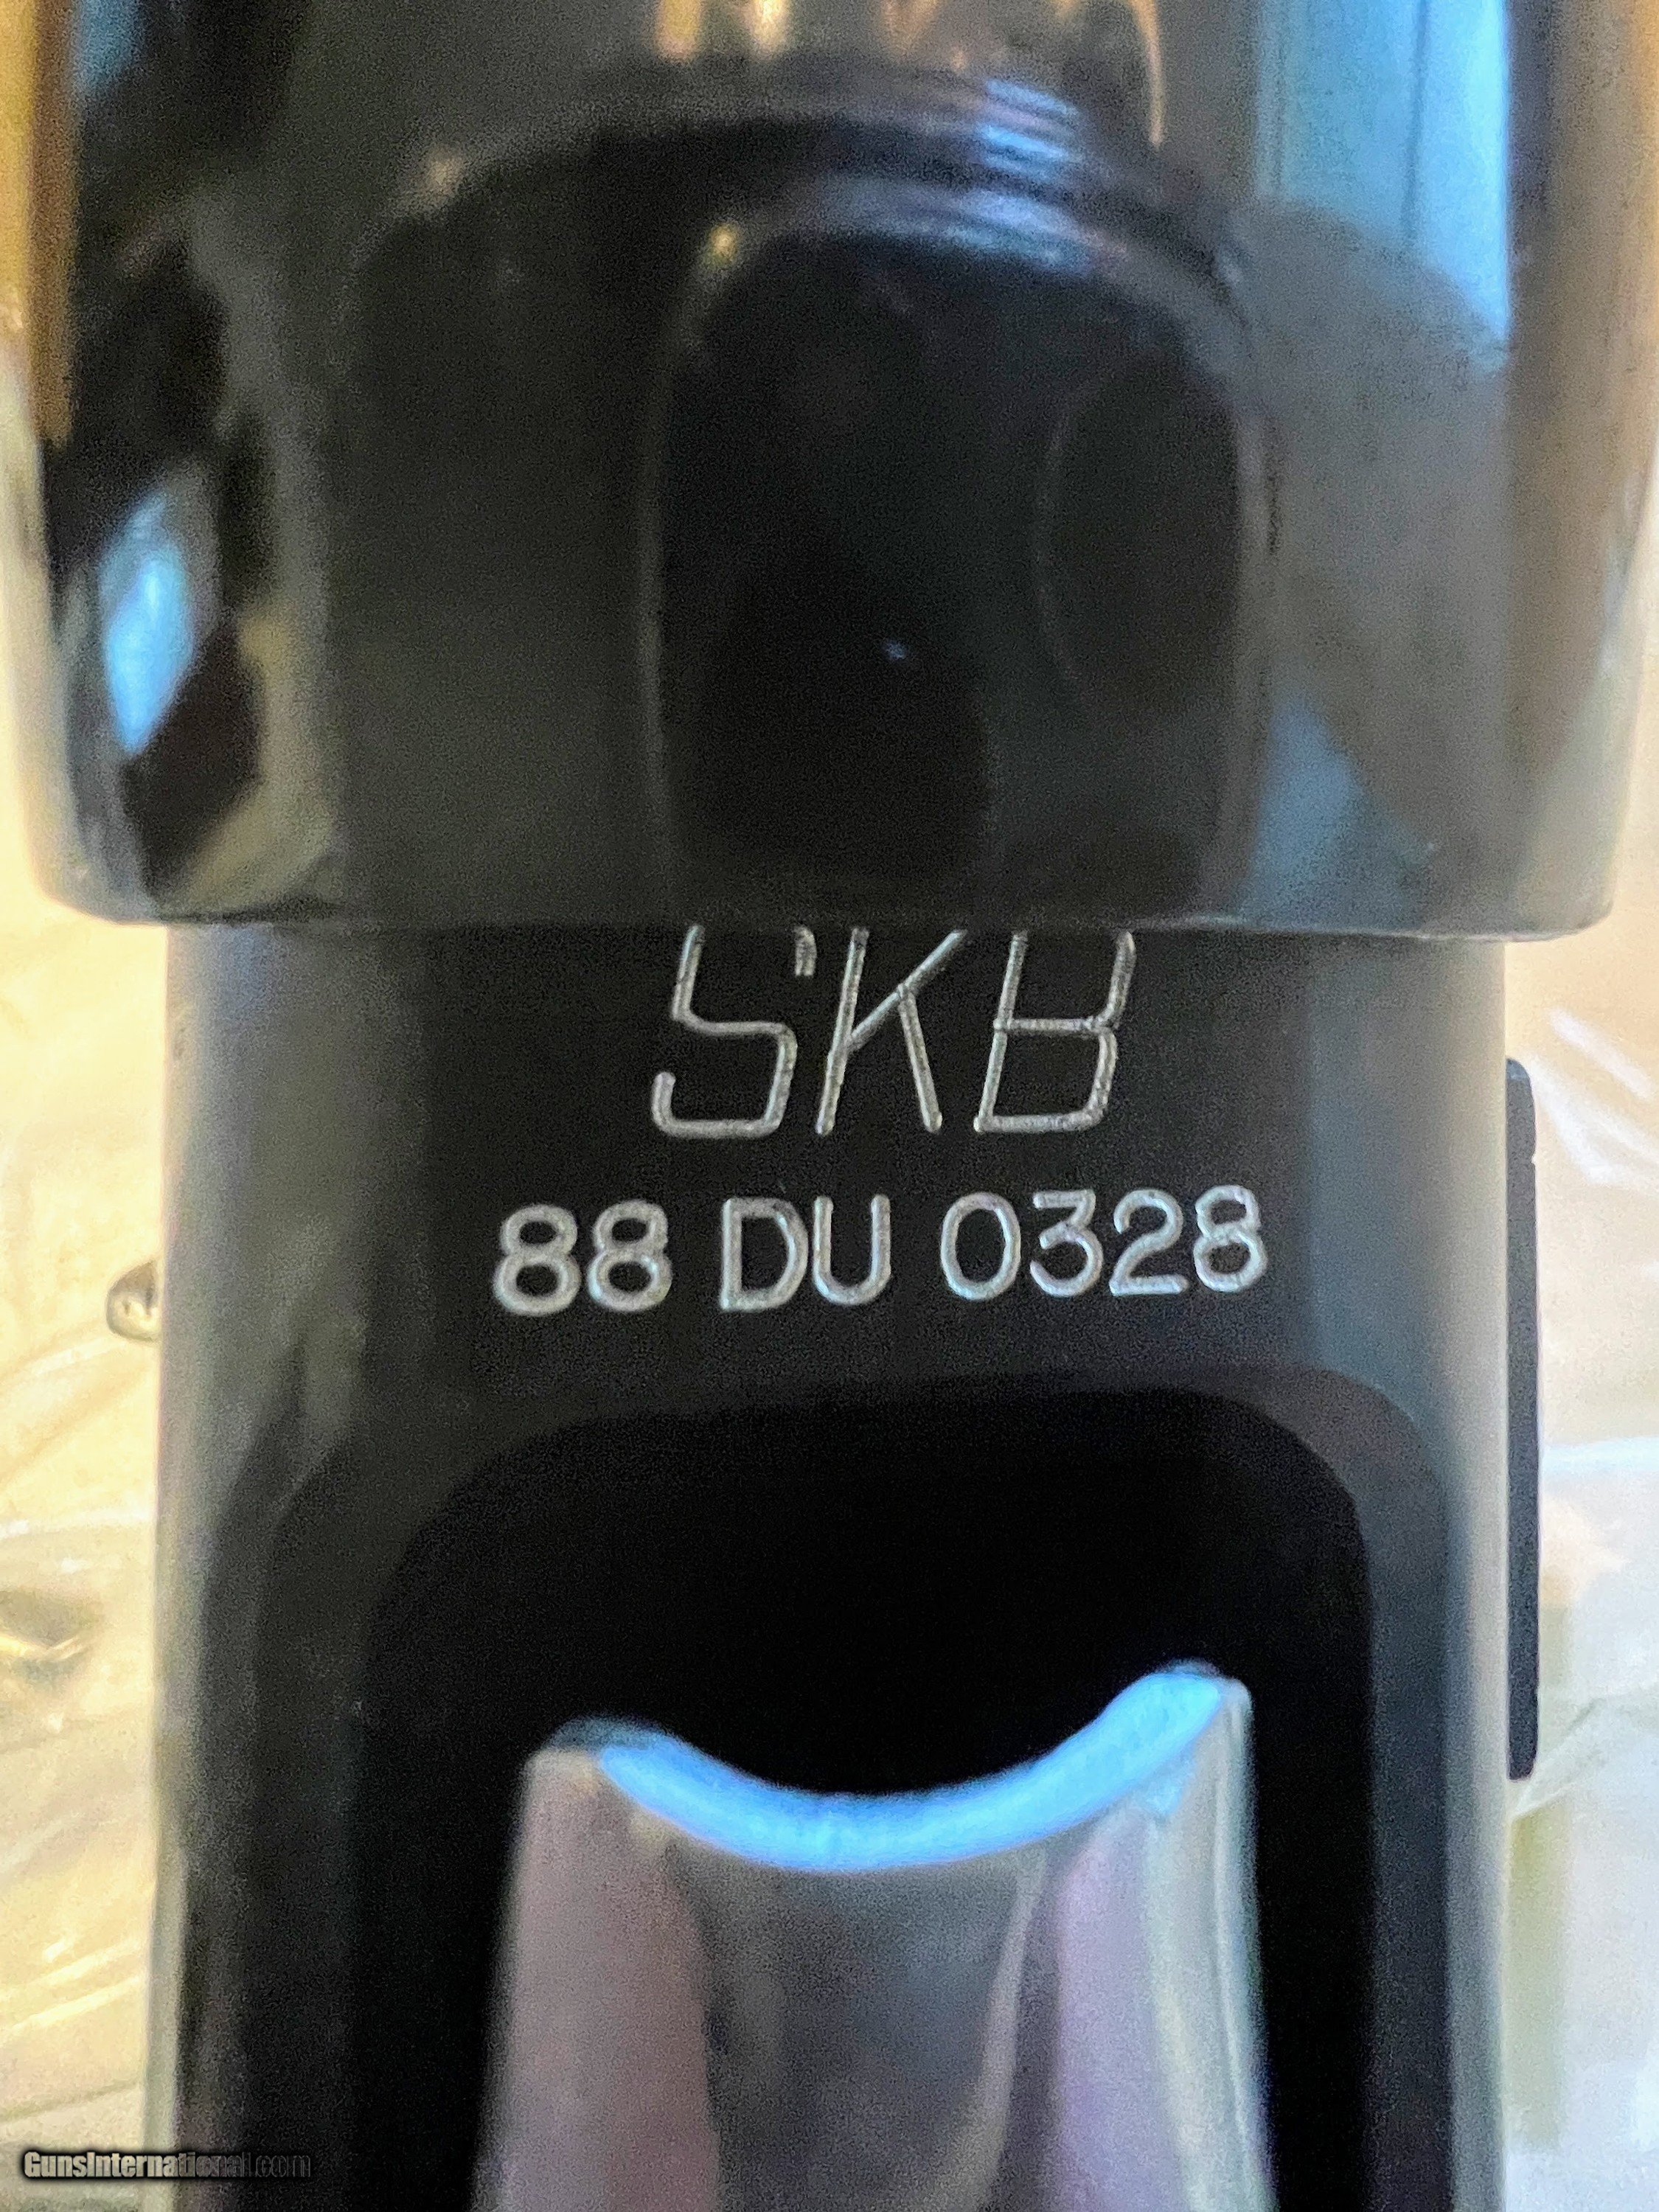 SKB
88 DU 0328
GunsInternational.com